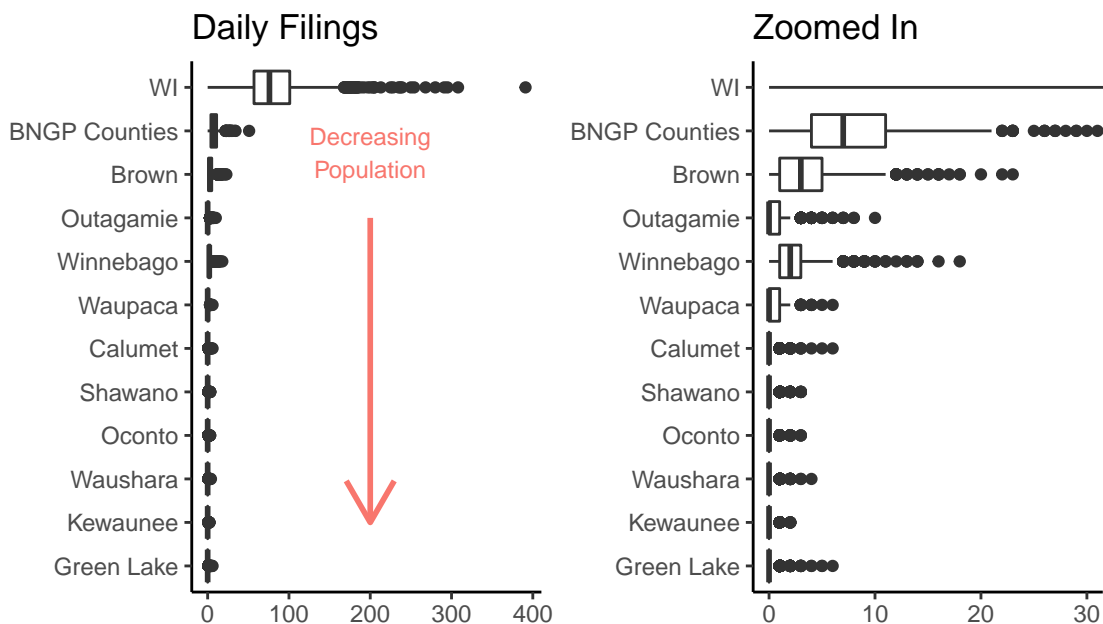 Daily Filings
WI
BNGP Counties
Brown
Outagamie
Winnebago
Waupaca
Calumet
Shawano
Oconto
Waushara
Kewaunee
Green Lake
Decreasing
Population
0 100 200 300 400
Zoomed In
WI
BNGP Counties
Brown
Outagamie
Winnebago
Waupaca
Calumet
Shawano
Oconto
Waushara
Kewaunee
Green Lake
0 10 20 30